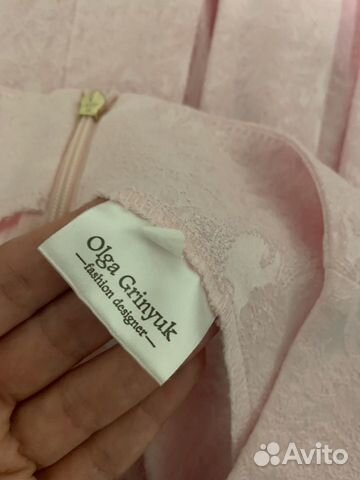 Olga Grinyuk
—fashion designer—
Avito